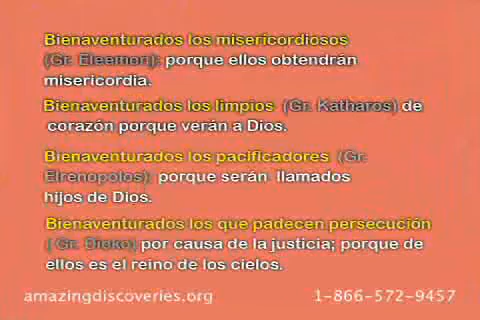 Bienaventurados los misericordiosos
(Gr. Eleemon): porque ellos obtendrán
misericordia.
Bienaventurados los limpios (Gr. Katharos) de
corazón porque verán a Dios.
Bienaventurados los pacificadores (Gr.
Eirenopoios): porque serán llamados
hijos de Dios.
Bienaventurados los que padecen persecución
( Gr. Dioko) por causa de la justicia; porque de
ellos es el reino de los cielos.
amazingdiscoveries.org 1-866-572-9457